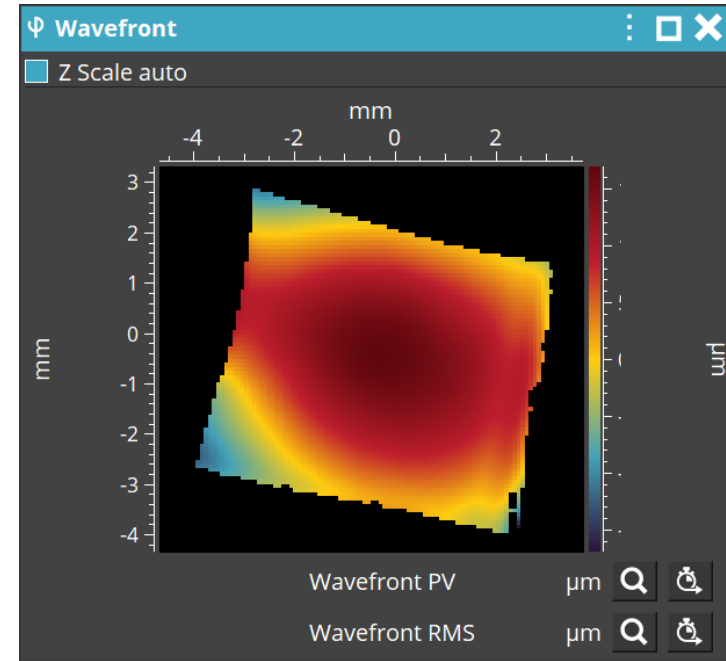 φ Wavefront
Z Scale auto
mm
-4 -2 0 2
3
2
1
0
-1
-2
-3
-4
mm
µm
Wavefront PV µm
Wavefront RMS µm